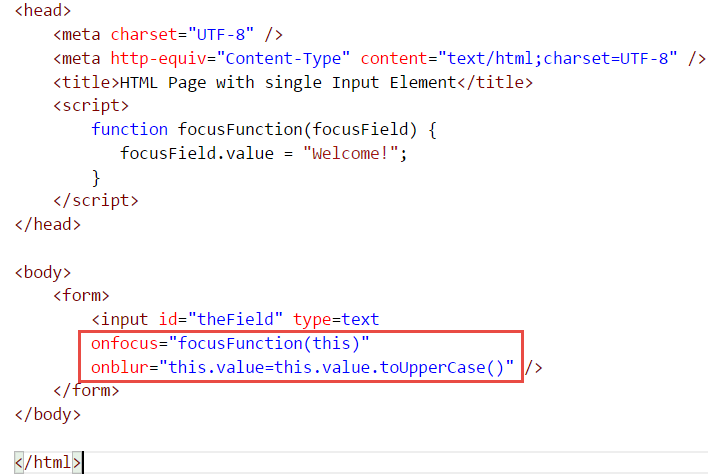 <head>
<meta charset="UTF-8" />
<meta http-equiv="Content-Type" content="text/html;charset=UTF-8" />
<title>HTML Page with single Input Element</title>
<script>
function focusFunction(focusField) {
focusField.value = "Welcome!";
}
</script>
</head>
<body>
<form>
<input id="theField" type=text
onfocus="focusFunction(this)"
onblur="this.value=this.value.toUpperCase()" />
</form>
</body>
</html>